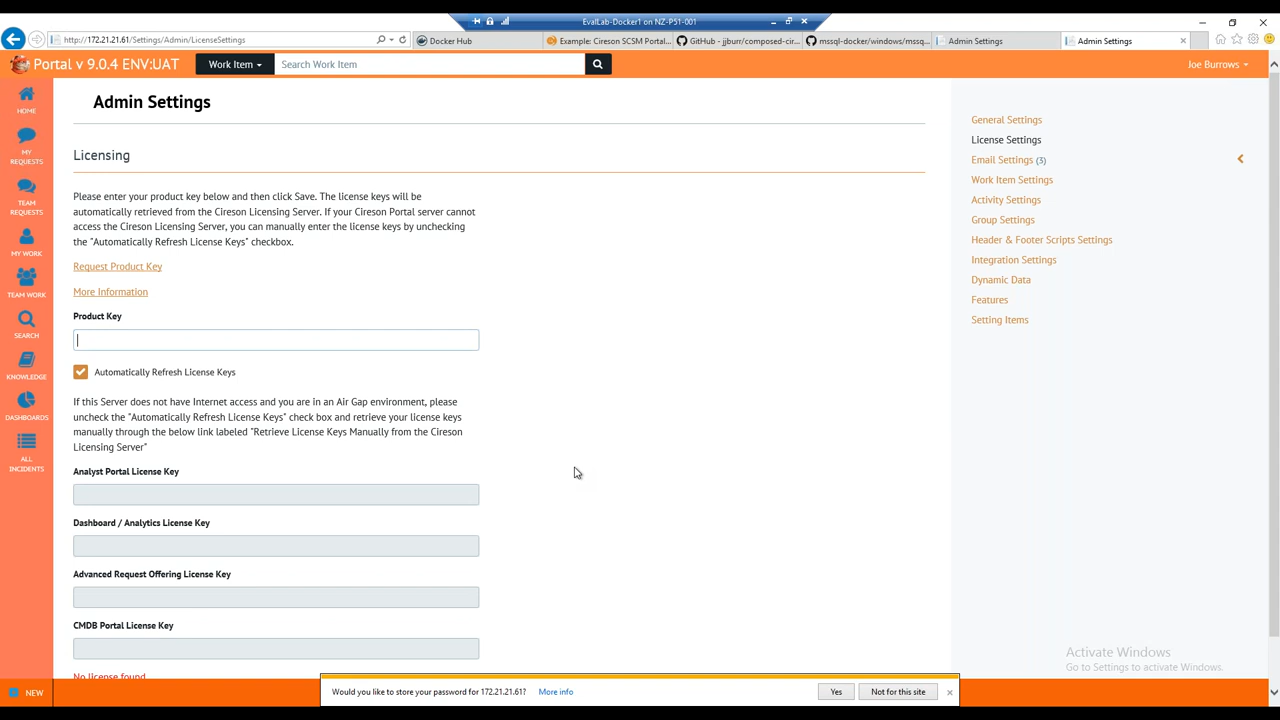 EvalLab-Docker1 on NZ-P51-001
http://172.21.21.61/Settings/Admin/LicenseSettings
Docker Hub
Example: Cireson SCSM Portal...
GitHub - jjburr/composed-cir...
mssql-docker/windows/mssq...
Admin Settings
Admin Settings
Portal v 9.0.4 ENV:UAT
Work Item
Search Work Item
Joe Burrows
HOME
MY
REQUESTS
TEAM
REQUESTS
MY WORK
TEAM WORK
SEARCH
KNOWLEDGE
DASHBOARDS
ALL
INCIDENTS
NEW
Admin Settings
Licensing
Please enter your product key below and then click Save. The license keys will be
automatically retrieved from the Cireson Licensing Server. If your Cireson Portal server cannot
access the Cireson Licensing Server, you can manually enter the license keys by unchecking
the "Automatically Refresh License Keys" checkbox.
Request Product Key
More Information
Product Key
Automatically Refresh License Keys
If this Server does not have Internet access and you are in an Air Gap environment, please
uncheck the "Automatically Refresh License Keys" check box and retrieve your license keys
manually through the below link labeled "Retrieve License Keys Manually from the Cireson
Licensing Server"
Analyst Portal License Key
Dashboard / Analytics License Key
Advanced Request Offering License Key
CMDB Portal License Key
No license found
General Settings
License Settings
Email Settings (3)
Work Item Settings
Activity Settings
Group Settings
Header & Footer Scripts Settings
Integration Settings
Dynamic Data
Features
Setting Items
Activate Windows
Go to Settings to activate Windows.
Would you like to store your password for 172.21.21.61? More info
Yes
Not for this site